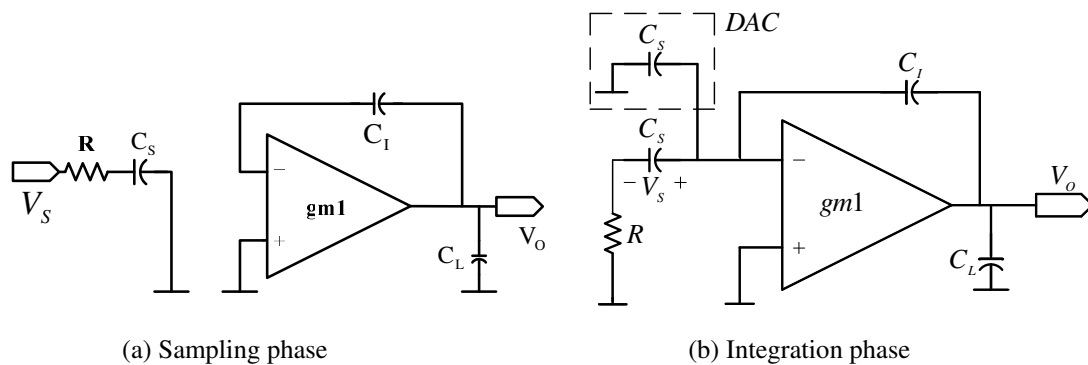 R
C_S
V_S
C_I
−
gm1
+
V_O
C_L
(a) Sampling phase
DAC
C_s
C_I
C_s
− V_s +
R
−
gm1
+
V_o
C_L
(b) Integration phase